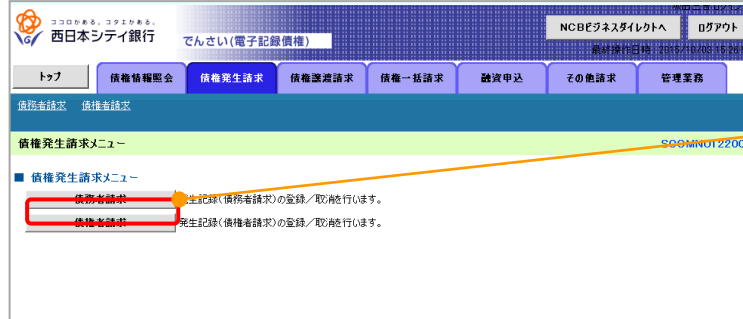 ココロがある。コタエがある。
西日本シティ銀行
でんさい(電子記録債権)
NCBビジネスダイレクトへ
ログアウト
最終操作日時:2015/10/03 15:26
トップ
債権情報照会
債権発生請求
債権譲渡請求
債権一括請求
融資申込
その他請求
管理業務
債務者請求
債権者請求
債権発生請求メニュー
SCCMNU12200
■ 債権発生請求メニュー
債務者請求
発生記録(債務者請求)の登録/取消を行います。
債権者請求
発生記録(債権者請求)の登録/取消を行います。